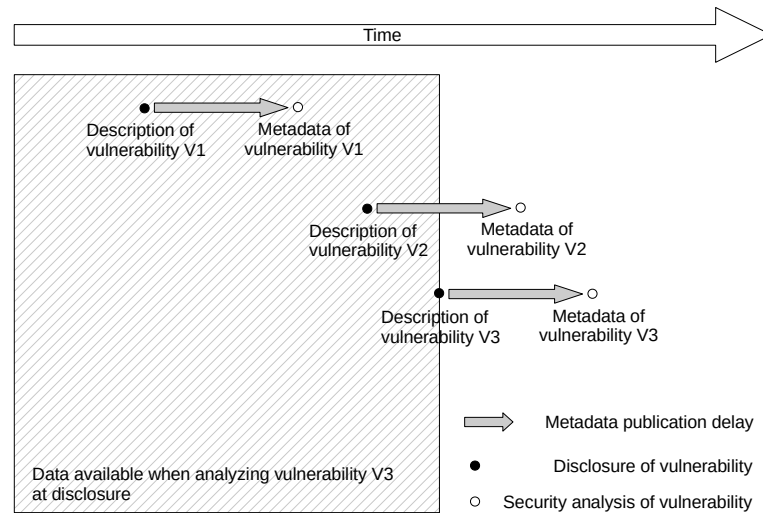 Time
Description of
vulnerability V1
Metadata of
vulnerability V1
Description of
vulnerability V2
Metadata of
vulnerability V2
Description of
vulnerability V3
Metadata of
vulnerability V3
Metadada publication delay
Disclosure of vulnerability
Security analysis of vulnerability
Data available when analyzing vulnerability V3
at disclosure